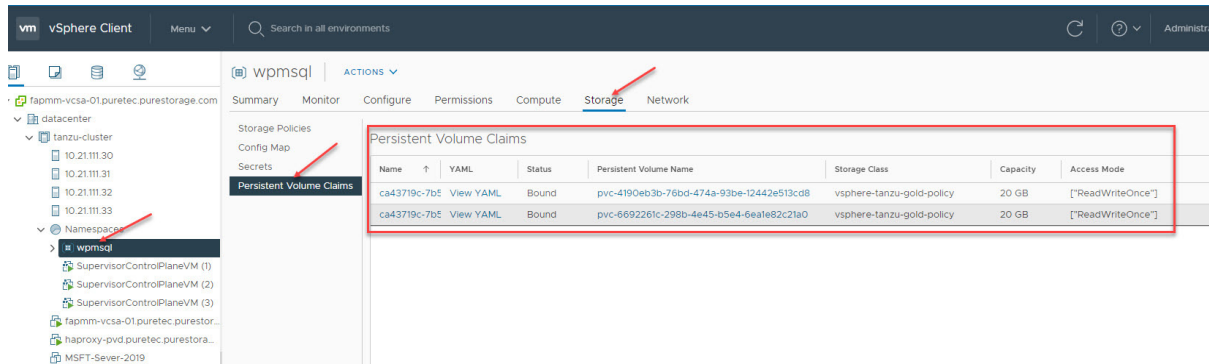 vm vSphere Client Menu Search in all environments Administr
wpmsql ACTIONS
fapmm-vcsa-01.puretec.purestorage.com
datacenter
tanzu-cluster
10.21.111.30
10.21.111.31
10.21.111.32
10.21.111.33
Namespaces
wpmsql
SupervisorControlPlaneVM (1)
SupervisorControlPlaneVM (2)
SupervisorControlPlaneVM (3)
fapmm-vcsa-01.puretec.purestor...
haproxy-pvd.puretec.purestora...
MSFT-Sever-2019
Summary Monitor Configure Permissions Compute Storage Network
Storage Policies
Config Map
Secrets
Persistent Volume Claims
Persistent Volume Claims
Name ↑ YAML Status Persistent Volume Name Storage Class Capacity Access Mode
ca43719c-7b5 View YAML Bound pvc-4190eb3b-76bd-474a-93be-12442e513cd8 vsphere-tanzu-gold-policy 20 GB ["ReadWriteOnce"]
ca43719c-7b5 View YAML Bound pvc-6692261c-298b-4e45-b5e4-6ea1e82c21a0 vsphere-tanzu-gold-policy 20 GB ["ReadWriteOnce"]